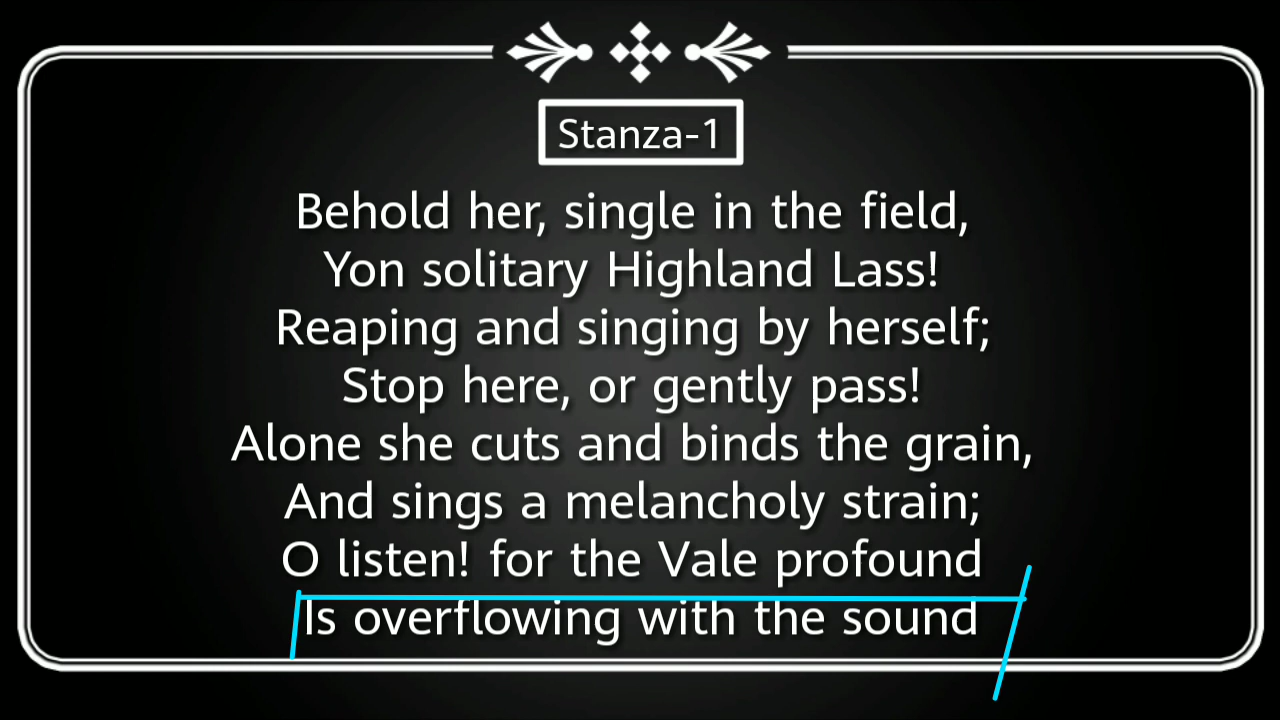 Stanza-1
Behold her, single in the field,
Yon solitary Highland Lass!
Reaping and singing by herself;
Stop here, or gently pass!
Alone she cuts and binds the grain,
And sings a melancholy strain;
O listen! for the Vale profound
Is overflowing with the sound